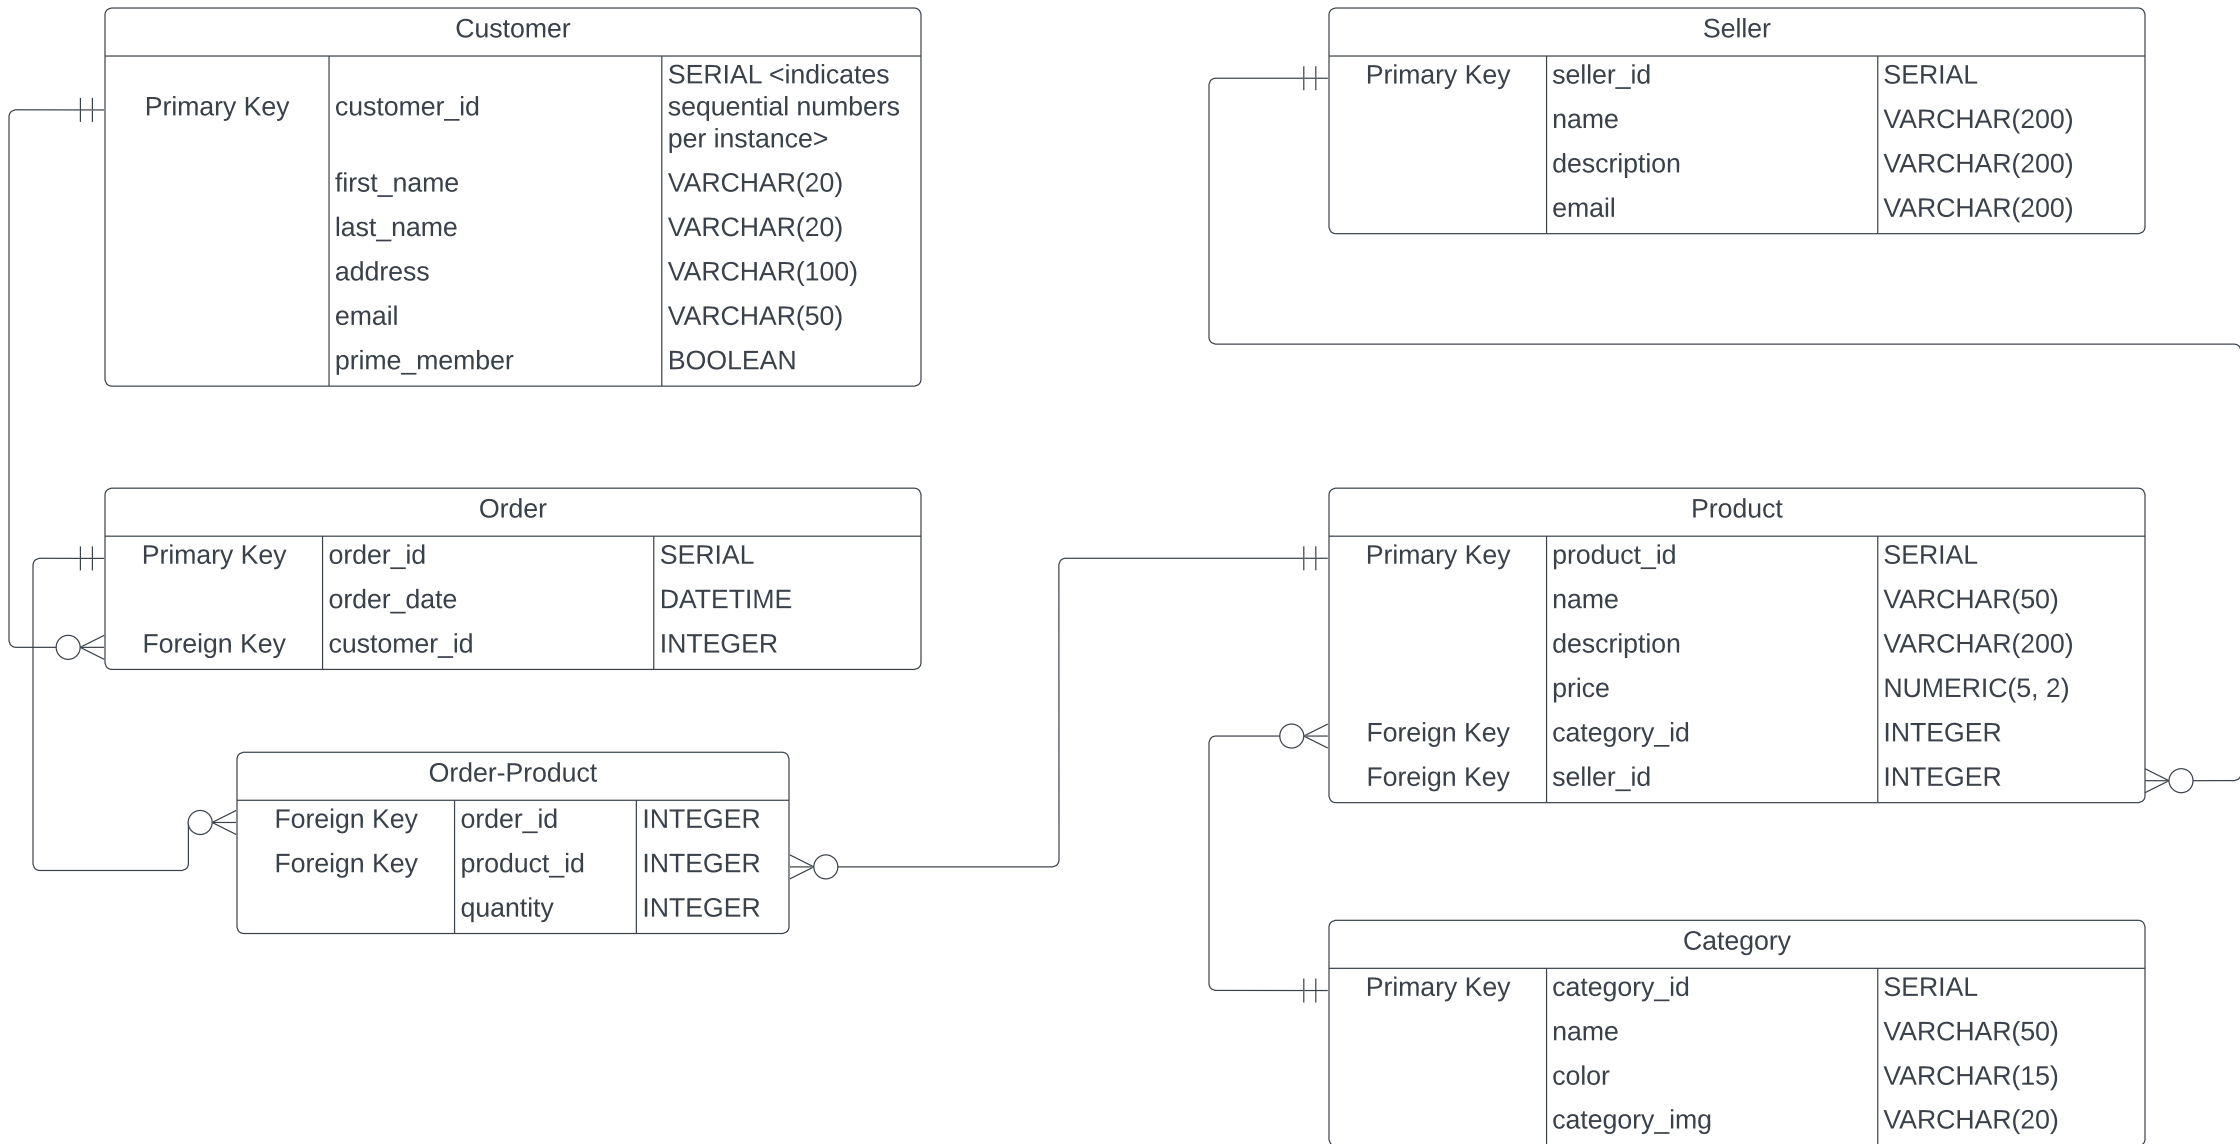 Customer
Primary Key customer_id SERIAL <indicates
sequential numbers
per instance>
first_name VARCHAR(20)
last_name VARCHAR(20)
address VARCHAR(100)
email VARCHAR(50)
prime_member BOOLEAN
Seller
Primary Key seller_id SERIAL
name VARCHAR(200)
description VARCHAR(200)
email VARCHAR(200)
Order
Primary Key order_id SERIAL
order_date DATETIME
Foreign Key customer_id INTEGER
Product
Primary Key product_id SERIAL
name VARCHAR(50)
description VARCHAR(200)
price NUMERIC(5, 2)
Foreign Key category_id INTEGER
Foreign Key seller_id INTEGER
Order-Product
Foreign Key order_id INTEGER
Foreign Key product_id INTEGER
quantity INTEGER
Category
Primary Key category_id SERIAL
name VARCHAR(50)
color VARCHAR(15)
category_img VARCHAR(20)